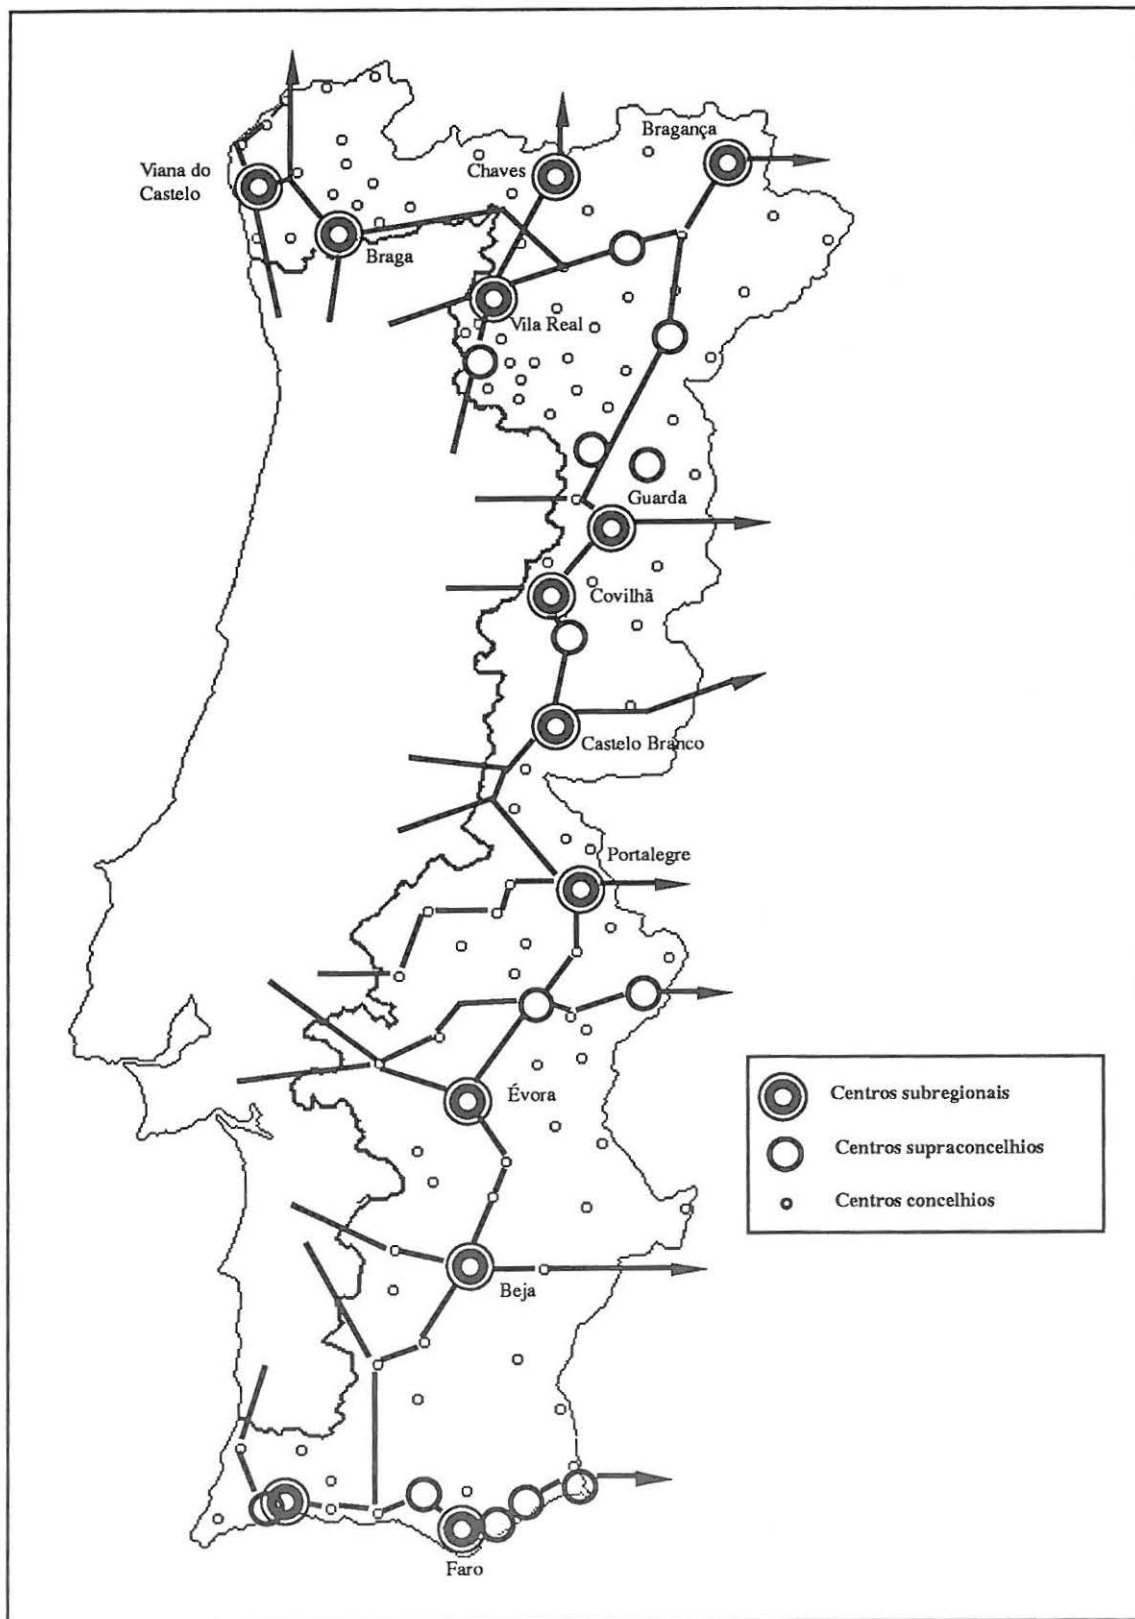 Bragança
Viana do
Castelo
Chaves
Braga
Vila Real
Guarda
Covilhã
Castelo Branco
Portalegre
Évora
Centros subregionais
Centros supraconcelhios
Centros concelhios
Beja
Faro